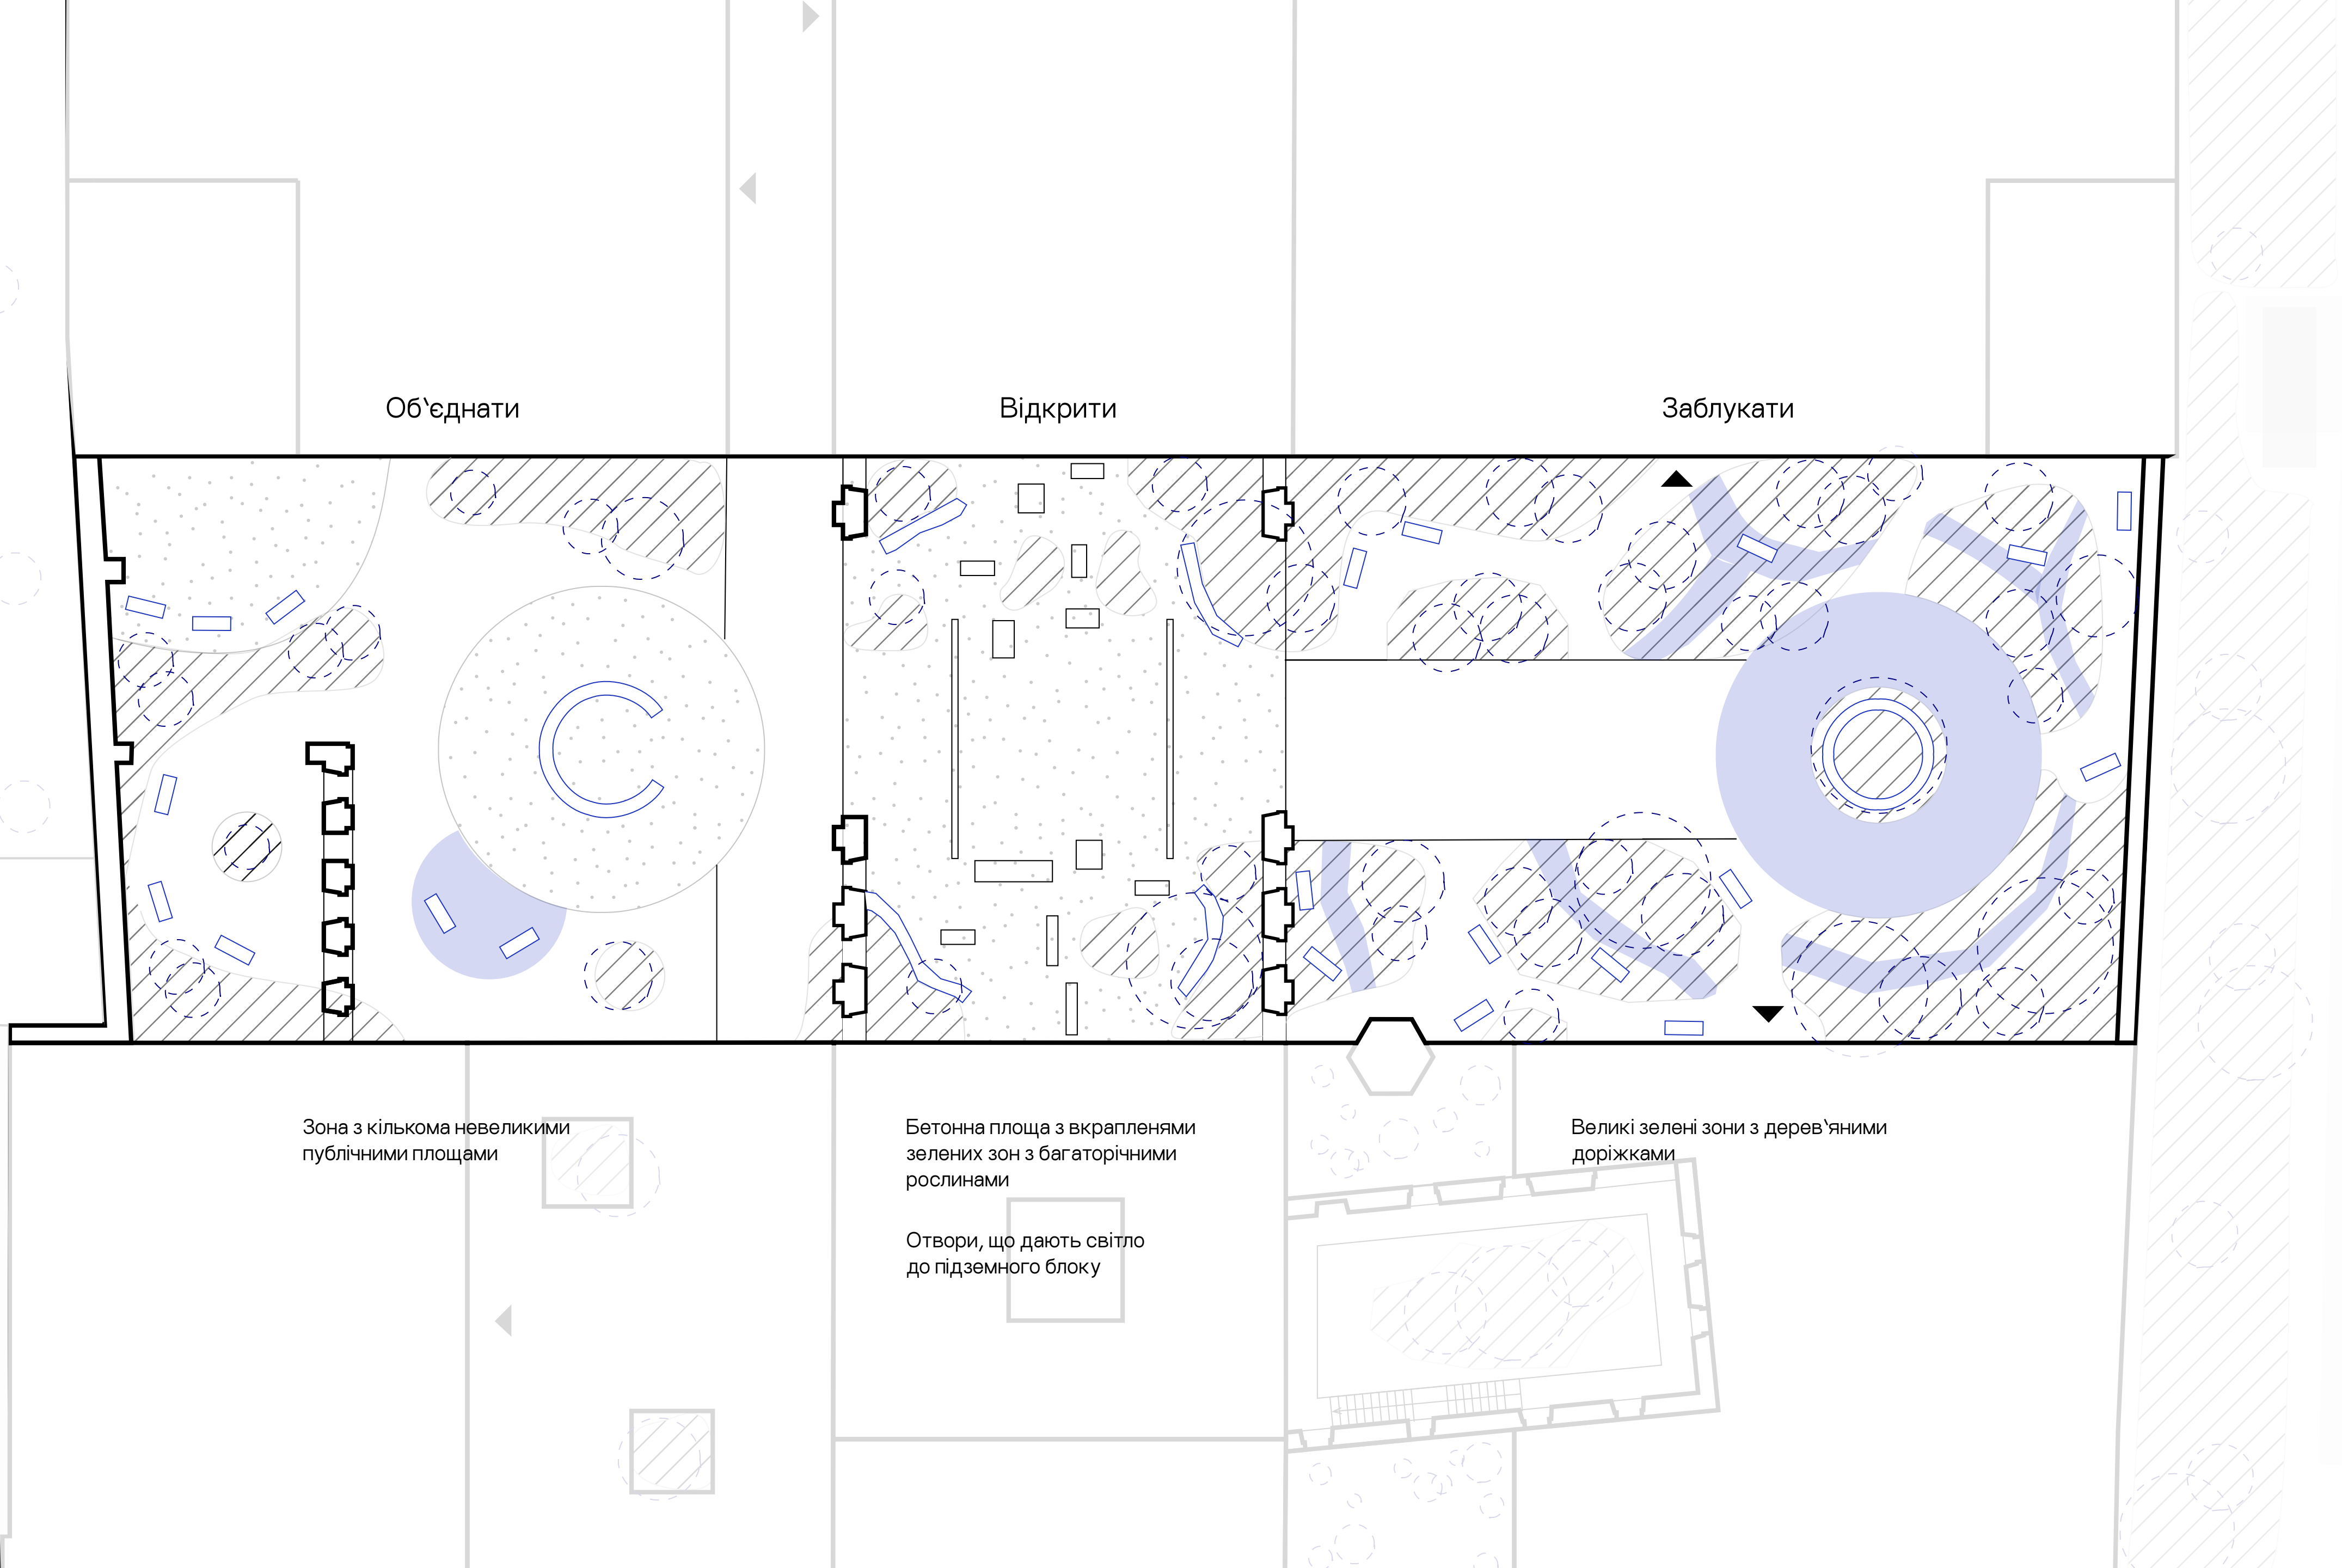 Об‵єднати
Відкрити
Заблукати
Зона з кількома невеликими
публічними площами
Бетонна площа з вкрапленями
зелених зон з багаторічними
рослинами
Отвори, що дають світло
до підземного блоку
Великі зелені зони з дерев‵яними
доріжками